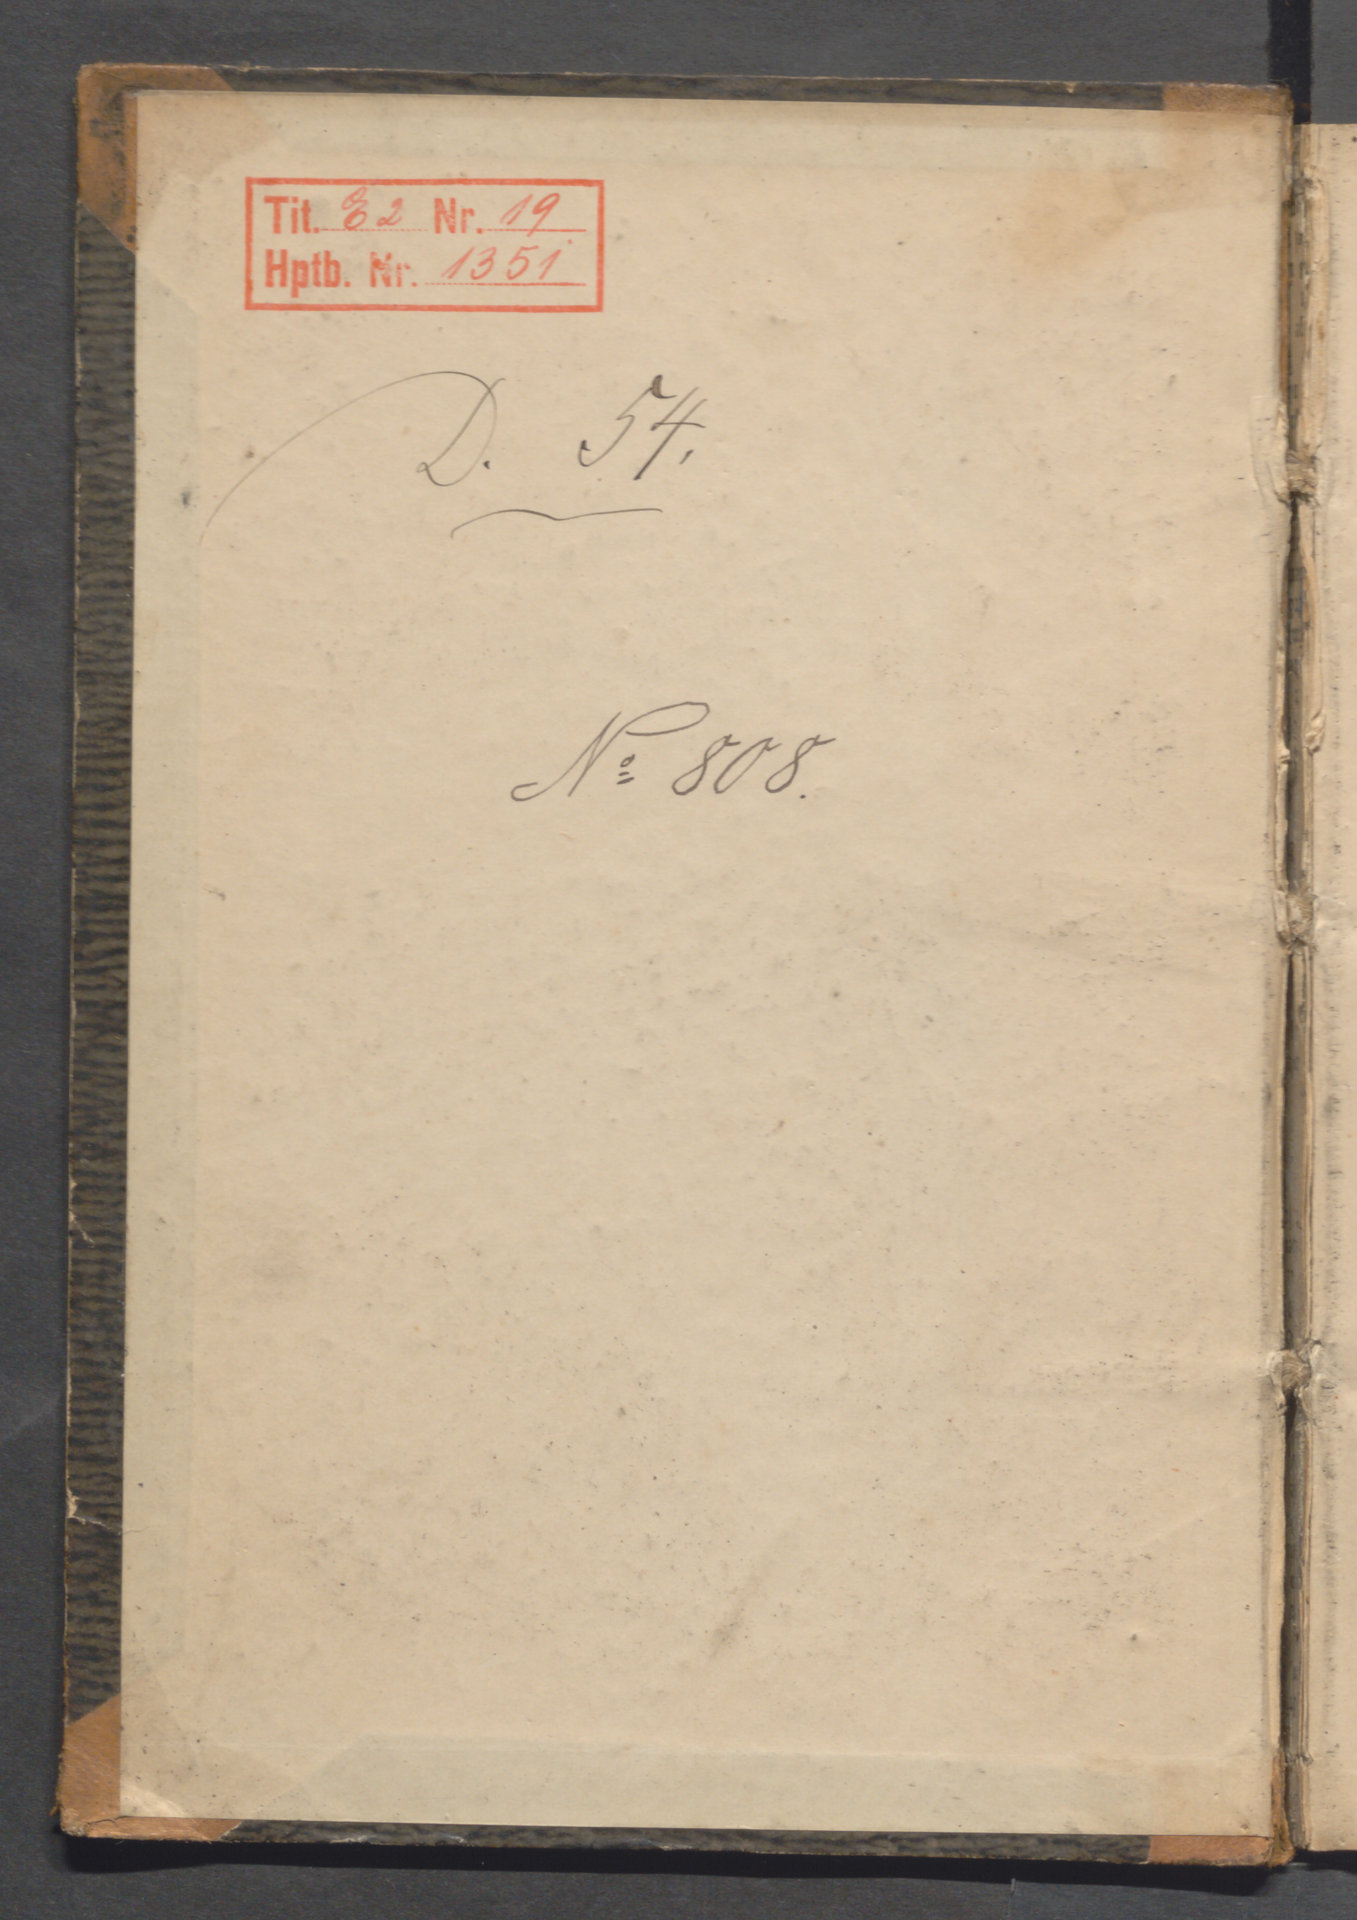 Tit. E2 Nr. 19
Hptb. Nr. 1351
D. 54.
No 808.